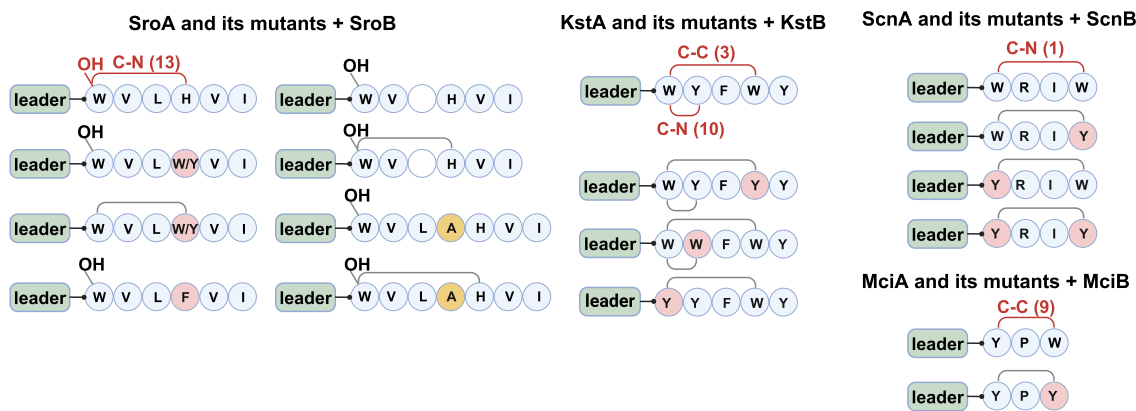 SroA and its mutants + SroB
OH C-N (13)
leader W V L H V I
OH
leader W V L W/Y V I
leader W V L W/Y V I
OH
leader W V L F V I
OH
leader W V H V I
OH
leader W V H V I
OH
leader W V L A H V I
OH
leader W V L A H V I
KstA and its mutants + KstB
C-C (3)
leader W Y F W Y
C-N (10)
leader W Y F Y Y
leader W W F W Y
leader Y Y F W Y
ScnA and its mutants + ScnB
C-N (1)
leader W R I W
leader W R I Y
leader Y R I W
leader Y R I Y
MciA and its mutants + MciB
C-C (9)
leader Y P W
leader Y P Y